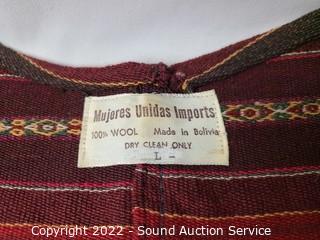 Mujeres Unidas Imports
100% WOOL Made in Bolivia
DRY CLEAN ONLY
L -
Copyright 2022 - Sound Auction Service